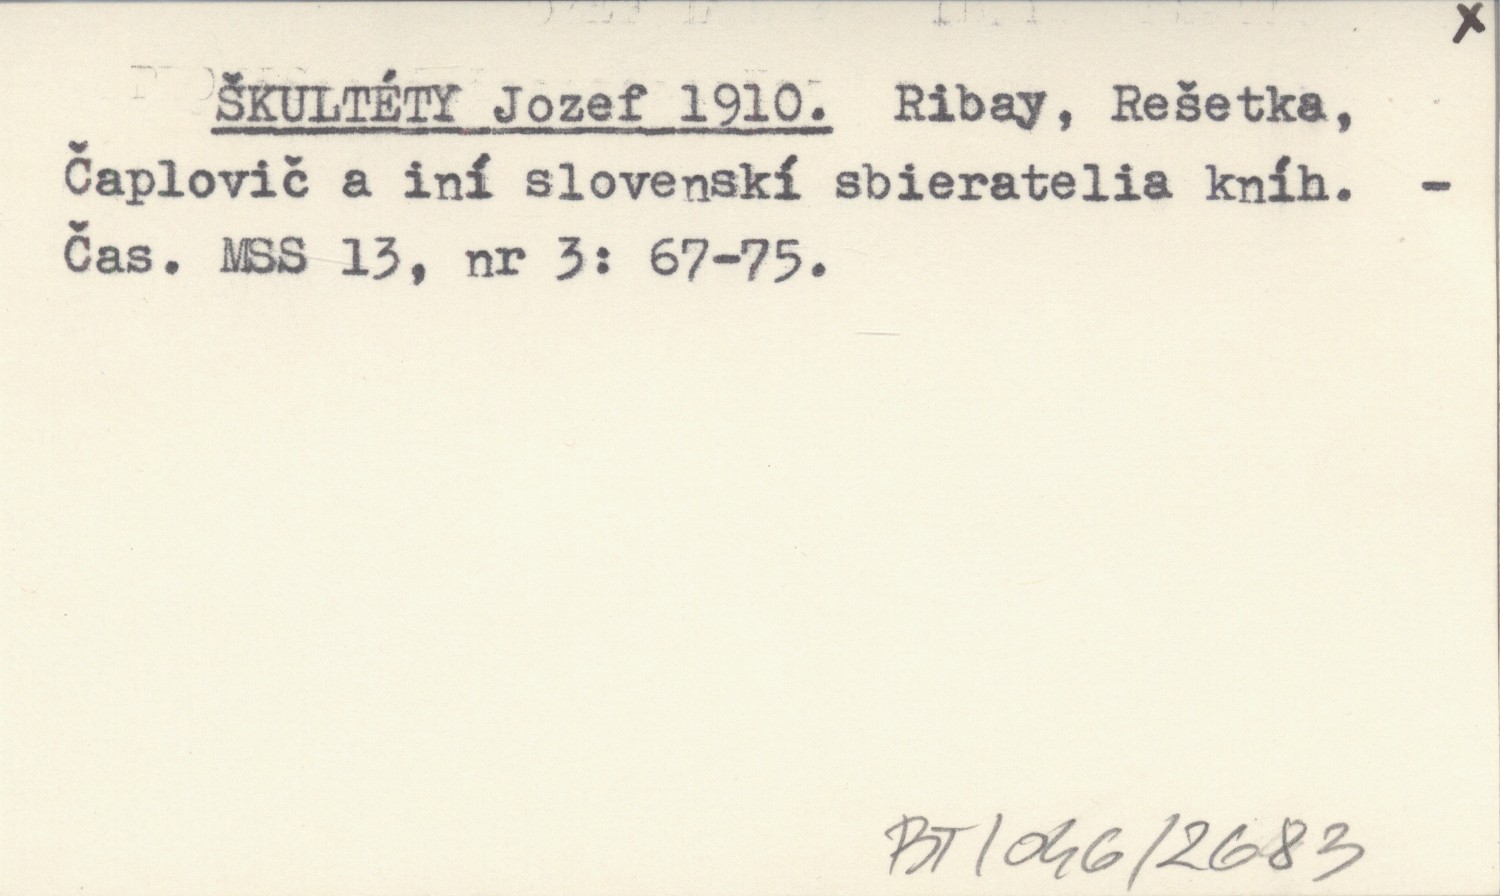 x
ŠKULTÉTY Jozef 1910. Ribay, Rešetka,
Čaplovič a iní slovenskí sbieratelia kníh. -
Čas. MSS 13, nr 3: 67-75.
BT/046/2683